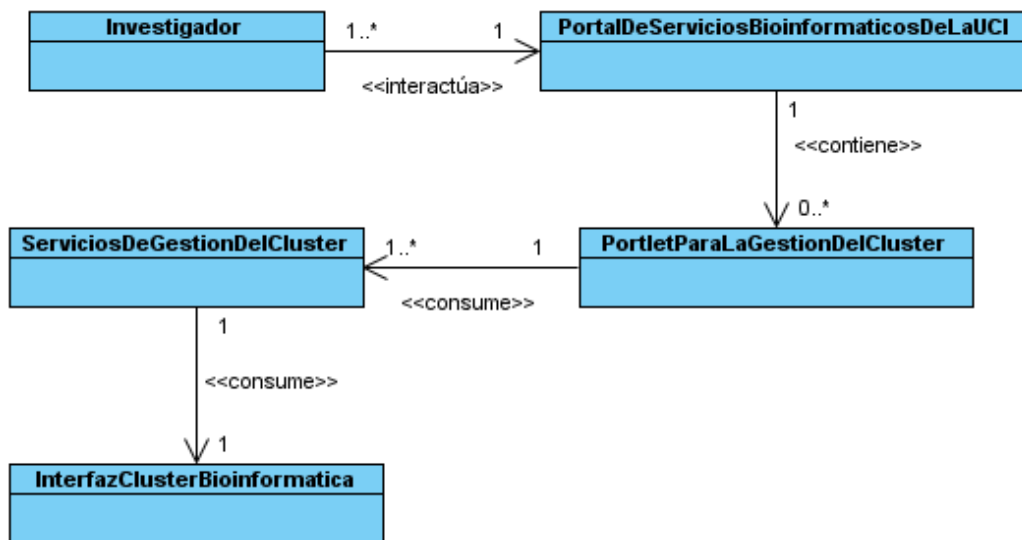 Investigador
PortalDeServiciosBioinformaticosDeLaUCI
1..*
1
<<interactúa>>
1
<<contiene>>
0..*
ServiciosDeGestionDelCluster
PortletParaLaGestionDelCluster
1..*
1
<<consume>>
1
<<consume>>
1
InterfazClusterBioinformatica